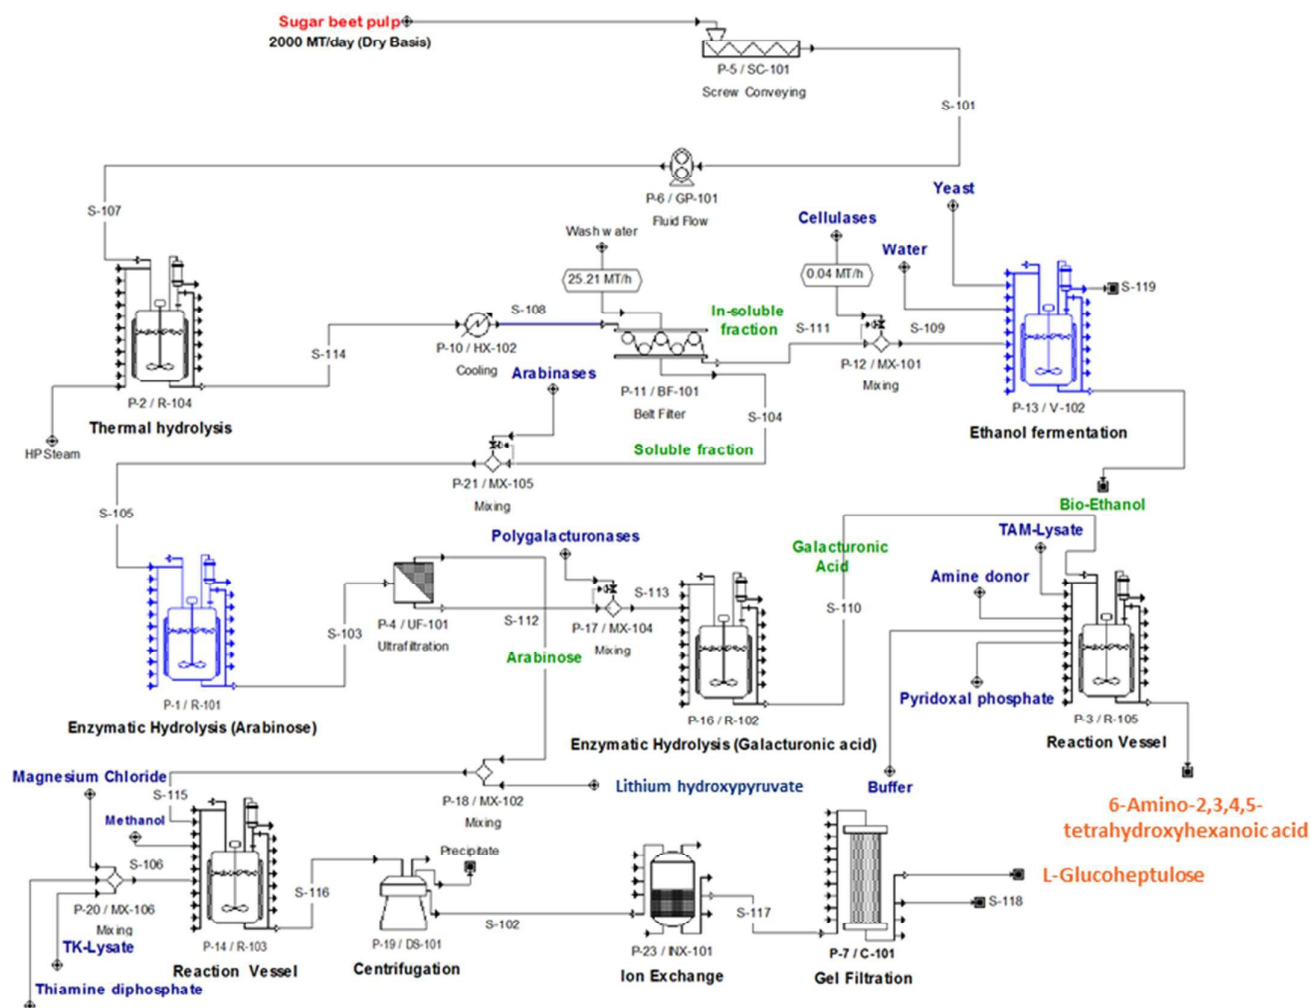 Sugar beet pulp
2000 MT/day (Dry Basis)
P-5 / SC-101
Screw Conveying
S-101
P-6 / GP-101
Fluid Flow
S-107
Yeast
Cellulases
Water
Wash water
25.21 MT/h
0.04 MT/h
S-119
S-108
In-soluble
fraction
S-111
S-109
S-114
P-10 / HX-102
Cooling
P-12 / MX-101
Mixing
Arabinases
P-11 / BF-101
Belt Filter
S-104
P-2 / R-104
Thermal hydrolysis
P-13 / V-102
Ethanol fermentation
HP Steam
Soluble fraction
P-21 / MX-105
Mixing
S-105
Bio-Ethanol
Polygalacturonases
Galacturonic
Acid
TAM-Lysate
Amine donor
S-113
S-110
S-103
P-4 / UF-101
Ultrafiltration
S-112
P-17 / MX-104
Mixing
Arabinose
Pyridoxal phosphate
P-1 / R-101
Enzymatic Hydrolysis (Arabinose)
P-16 / R-102
Enzymatic Hydrolysis (Galacturonic acid)
P-3 / R-105
Reaction Vessel
Magnesium Chloride
S-115
P-18 / MX-102
Mixing
Lithium hydroxypyruvate
Buffer
6-Amino-2,3,4,5-
tetrahydroxyhexanoic acid
Methanol
Precipitate
S-106
S-116
L-Glucoheptulose
S-118
P-20 / MX-106
Mixing
S-102
S-117
TK-Lysate
P-14 / R-103
Reaction Vessel
P-19 / DS-101
Centrifugation
P-23 / INX-101
Ion Exchange
P-7 / C-101
Gel Filtration
Thiamine diphosphate